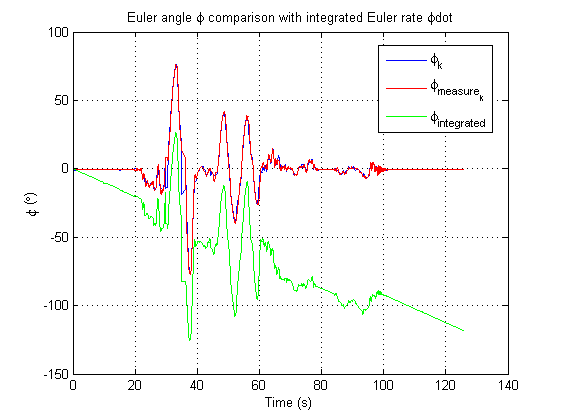 Euler angle ϕ comparison with integrated Euler rate ϕdot
100
50
0
-50
-100
-150
ϕ (°)
ϕk
ϕmeasurek
ϕintegrated
0 20 40 60 80 100 120 140
Time (s)